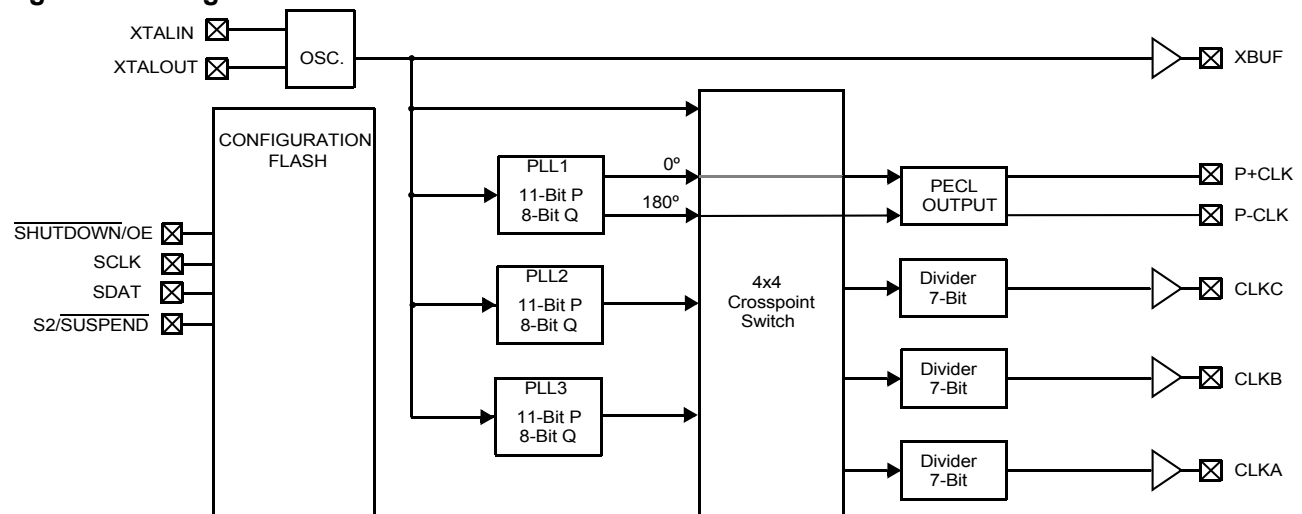 XTALIN
XTALOUT
OSC.
XBUF
CONFIGURATION
FLASH
SHUTDOWN/OE
SCLK
SDAT
S2/SUSPEND
PLL1
11-Bit P
8-Bit Q
0º
180º
PLL2
11-Bit P
8-Bit Q
PLL3
11-Bit P
8-Bit Q
4x4
Crosspoint
Switch
PECL
OUTPUT
P+CLK
P-CLK
Divider
7-Bit
CLKC
Divider
7-Bit
CLKB
Divider
7-Bit
CLKA